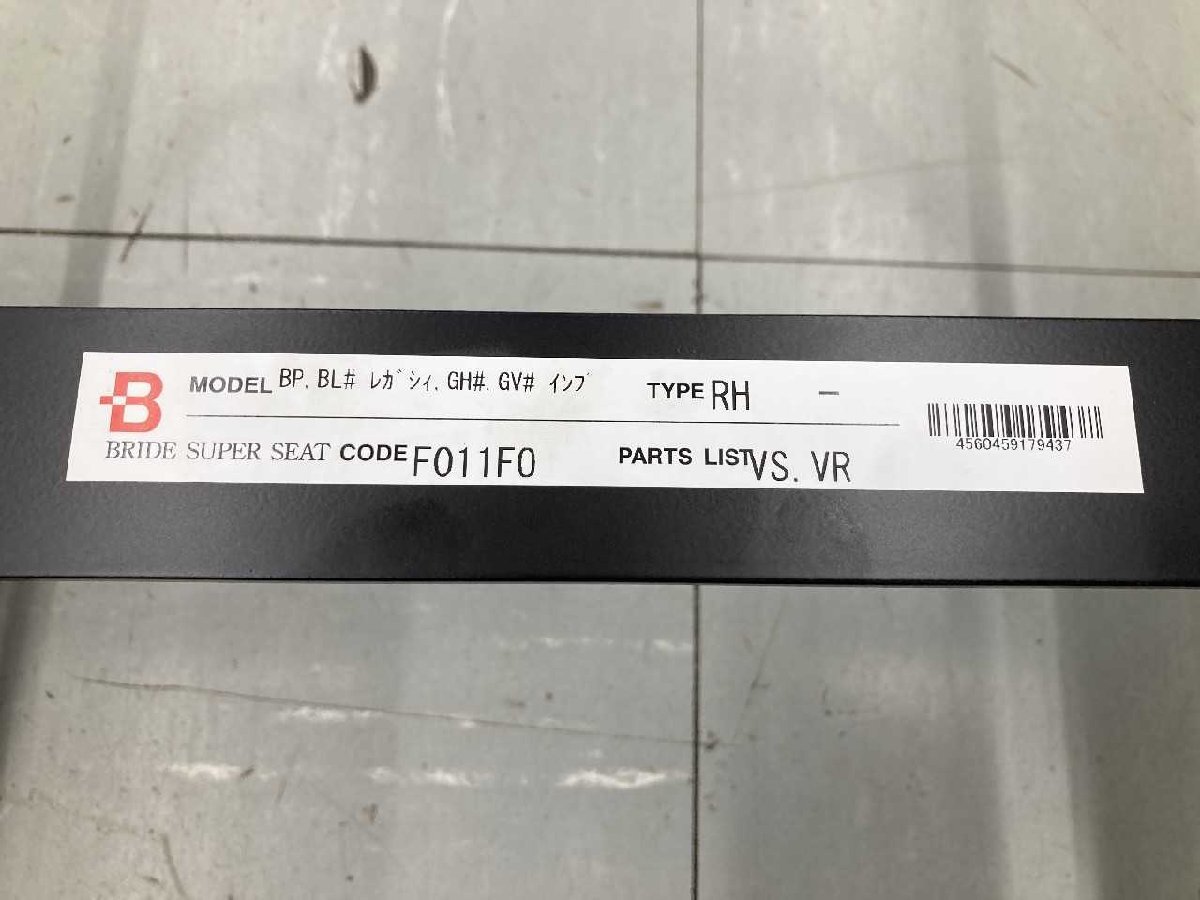 B MODEL BP. BL# ﾚｶﾞｼｨ. GH#. GV# ｲﾝﾌﾟ TYPE RH -
BRIDE SUPER SEAT CODE F011F0 PARTS LIST VS. VR
4560459179437